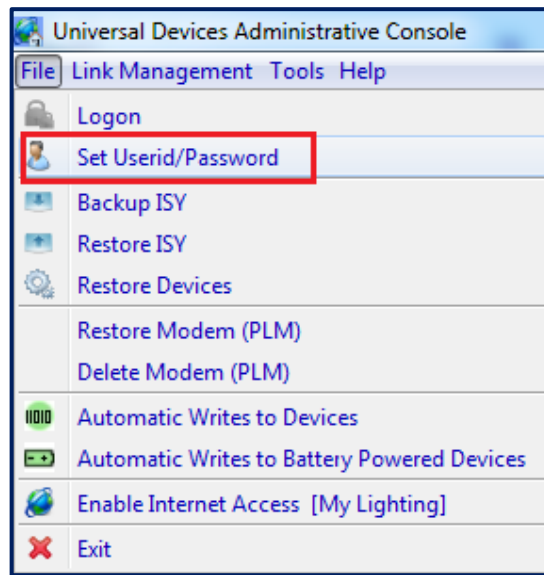 Universal Devices Administrative Console
File Link Management Tools Help
Logon
Set Userid/Password
Backup ISY
Restore ISY
Restore Devices
Restore Modem (PLM)
Delete Modem (PLM)
Automatic Writes to Devices
Automatic Writes to Battery Powered Devices
Enable Internet Access [My Lighting]
Exit